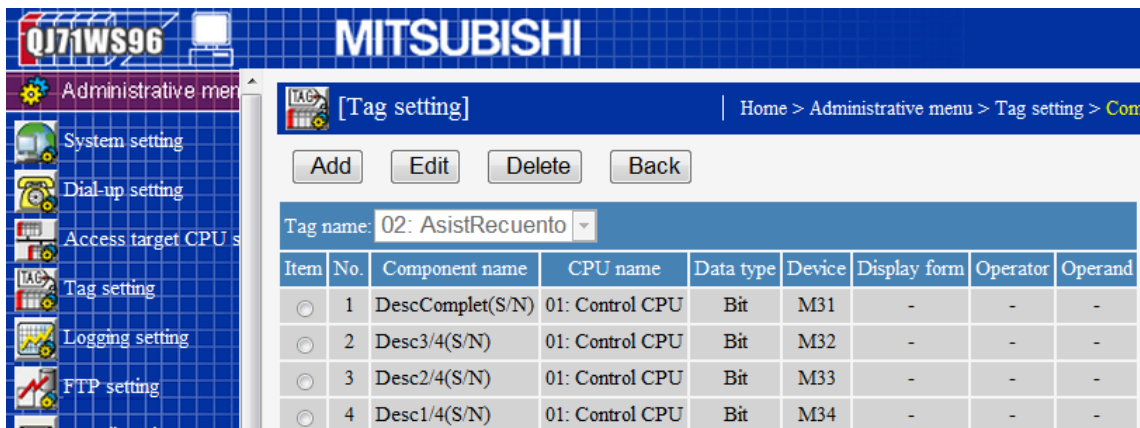 QJ71WS96
MITSUBISHI
Administrative men
System setting
Dial-up setting
Access target CPU s
Tag setting
Logging setting
FTP setting
TAG
[Tag setting]
Home > Administrative menu > Tag setting > Com
Add Edit Delete Back
Tag name: 02: AsistRecuento
Item No. Component name CPU name Data type Device Display form Operator Operand
1 DescComplet(S/N) 01: Control CPU Bit M31 - - -
2 Desc3/4(S/N) 01: Control CPU Bit M32 - - -
3 Desc2/4(S/N) 01: Control CPU Bit M33 - - -
4 Desc1/4(S/N) 01: Control CPU Bit M34 - - -